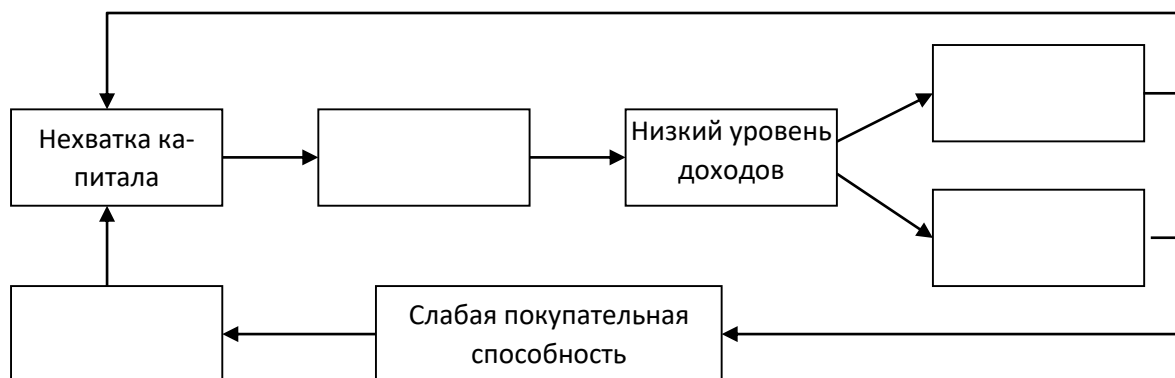 Нехватка ка-
питала
Низкий уровень
доходов
Слабая покупательная
способность